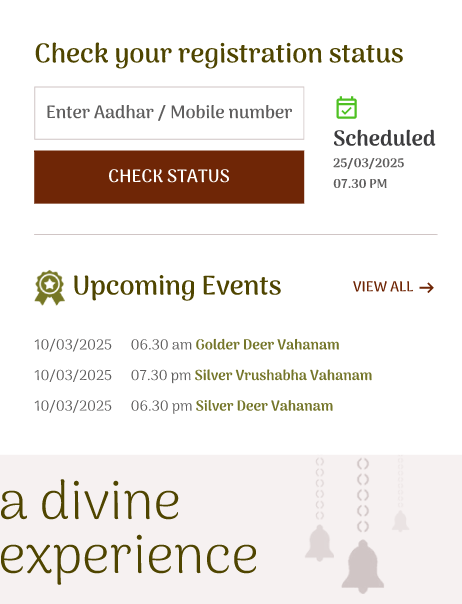 Check your registration status
Enter Aadhar / Mobile number
CHECK STATUS
Scheduled
25/03/2025
07.30 PM
Upcoming Events
VIEW ALL →
10/03/2025 06.30 am Golder Deer Vahanam
10/03/2025 07.30 pm Silver Vrushabha Vahanam
10/03/2025 06.30 pm Silver Deer Vahanam
a divine
experience